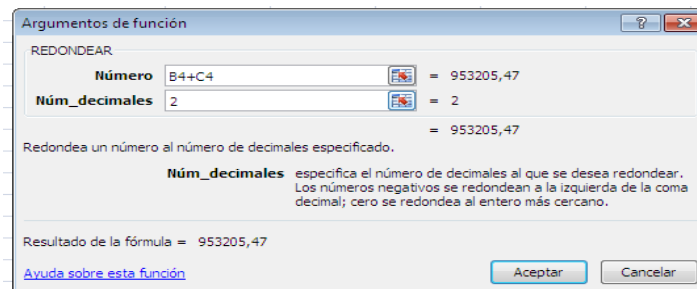 Argumentos de función
REDONDEAR
Número B4+C4 = 953205,47
Núm_decimales 2 = 2
= 953205,47
Redondea un número al número de decimales especificado.
Núm_decimales especifica el número de decimales al que se desea redondear.
Los números negativos se redondean a la izquierda de la coma
decimal; cero se redondea al entero más cercano.
Resultado de la fórmula = 953205,47
Ayuda sobre esta función Aceptar Cancelar